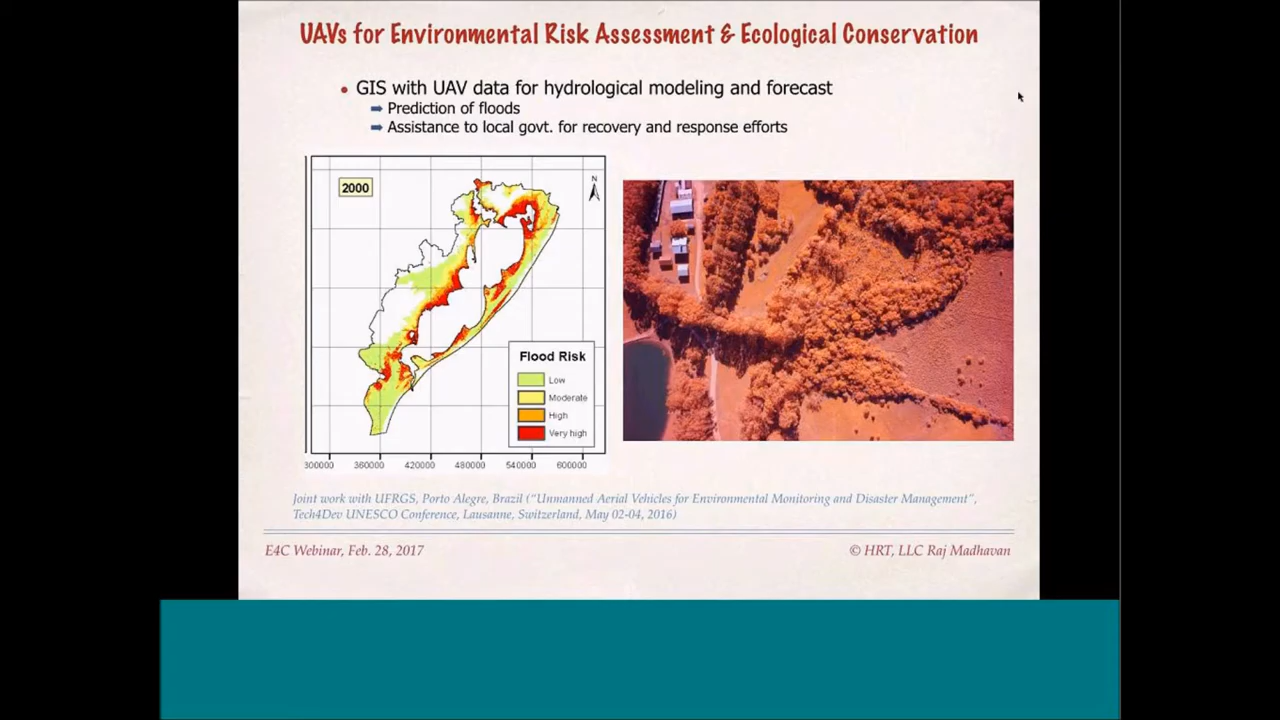 UAVs for Environmental Risk Assessment & Ecological Conservation
• GIS with UAV data for hydrological modeling and forecast
➡ Prediction of floods
➡ Assistance to local govt. for recovery and response efforts
2000
N
Flood Risk
Low
Moderate
High
Very high
300000 360000 420000 480000 540000 600000
Joint work with UFRGS, Porto Alegre, Brazil (“Unmanned Aerial Vehicles for Environmental Monitoring and Disaster Management”,
Tech4Dev UNESCO Conference, Lausanne, Switzerland, May 02-04, 2016)
E4C Webinar, Feb. 28, 2017
© HRT, LLC Raj Madhavan